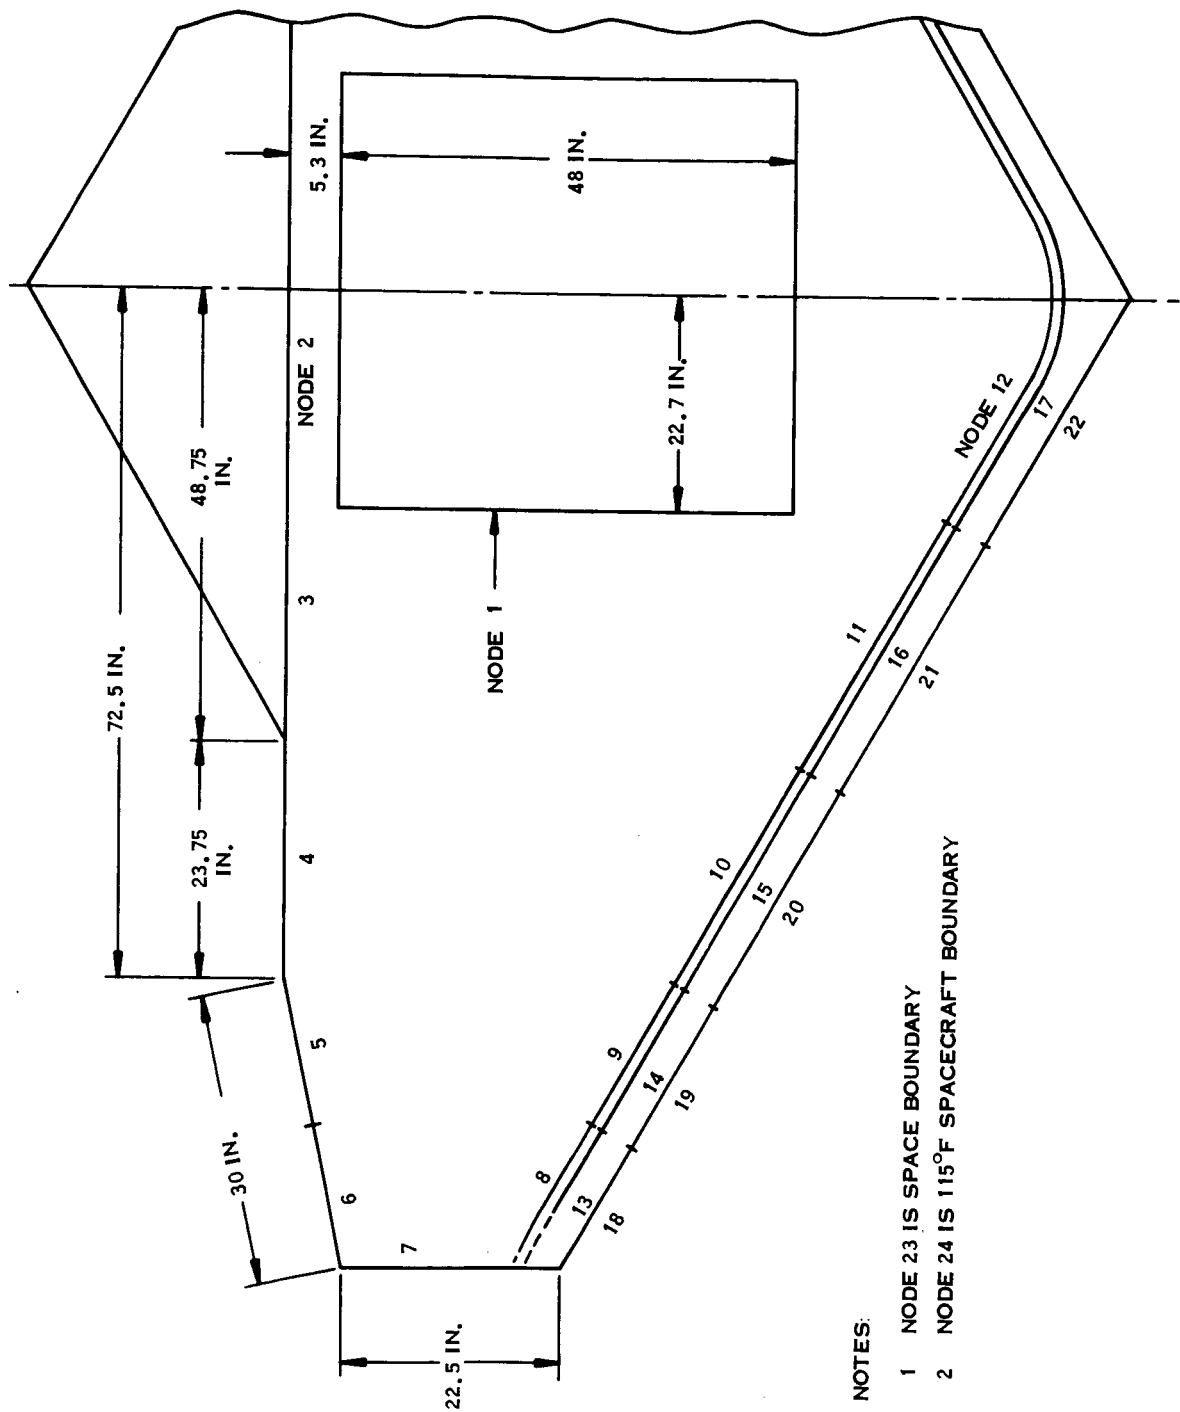 72.5 IN.
48.75
IN.
23.75
IN.
30 IN.
5.3 IN.
48 IN.
22.7 IN.
22.5 IN.
NODE 2
3
4
5
6
7
NODE 1
8
9
10
11
NODE 12
13
14
15
16
17
18
19
20
21
22
NOTES:
1 NODE 23 IS SPACE BOUNDARY
2 NODE 24 IS 115°F SPACECRAFT BOUNDARY